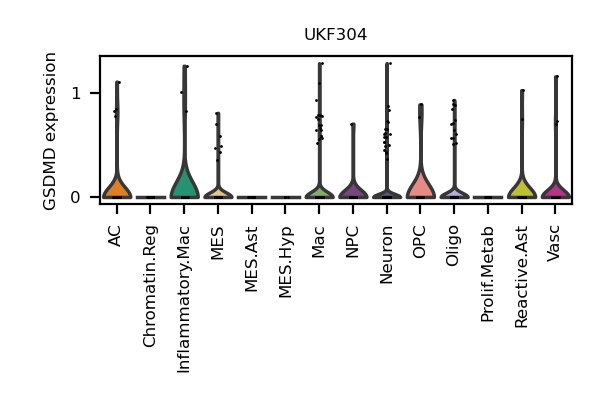 UKF304
GSDMD expression
1
0
AC
Chromatin.Reg
Inflammatory.Mac
MES
MES.Ast
MES.Hyp
Mac
NPC
Neuron
OPC
Oligo
Prolif.Metab
Reactive.Ast
Vasc